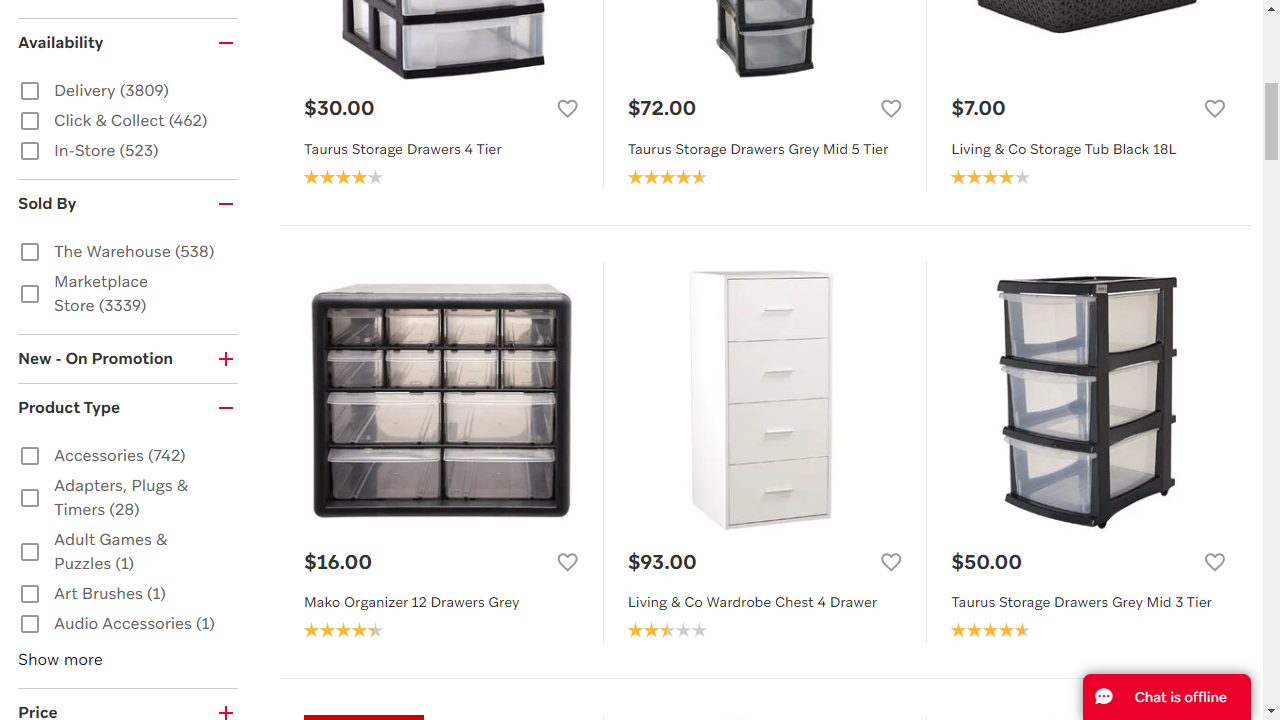 Availability
Delivery (3809)
Click & Collect (462)
In-Store (523)
Sold By
The Warehouse (538)
Marketplace
Store (3339)
New - On Promotion
Product Type
Accessories (742)
Adapters, Plugs &
Timers (28)
Adult Games &
Puzzles (1)
Art Brushes (1)
Audio Accessories (1)
Show more
Price
$30.00
Taurus Storage Drawers 4 Tier
$72.00
Taurus Storage Drawers Grey Mid 5 Tier
$7.00
Living & Co Storage Tub Black 18L
$16.00
Mako Organizer 12 Drawers Grey
$93.00
Living & Co Wardrobe Chest 4 Drawer
$50.00
Taurus Storage Drawers Grey Mid 3 Tier
Chat is offline